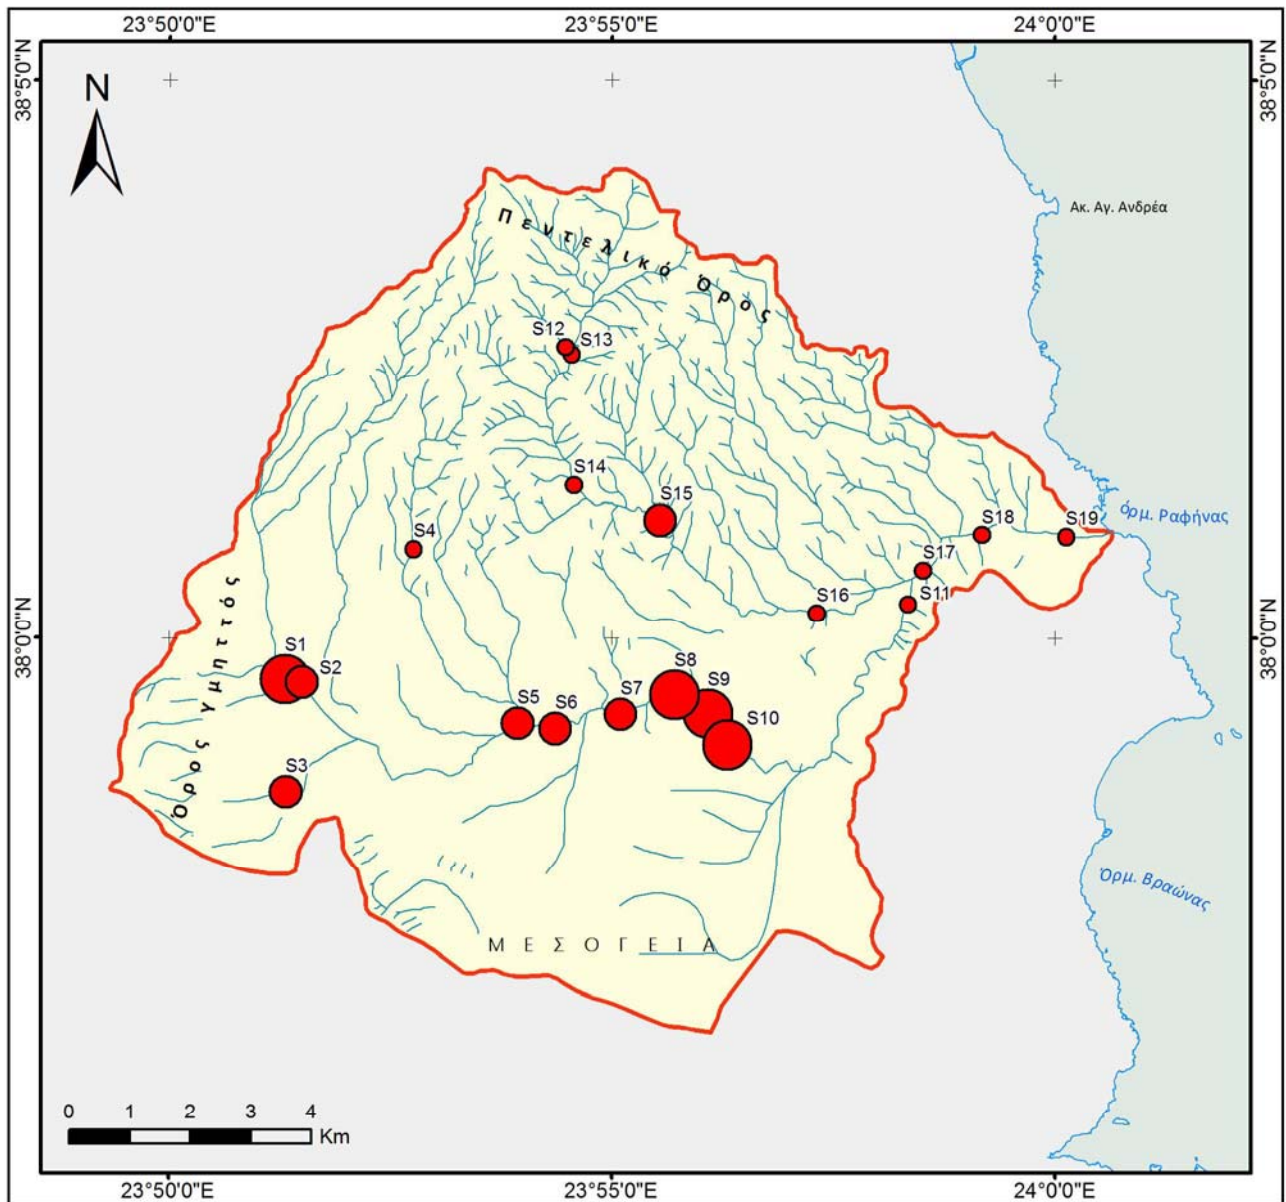 23°50'0"E
23°55'0"E
24°0'0"E
38°5'0"N
38°5'0"N
N
Ακ. Αγ. Ανδρέα
Πεντελικό Όρος
S12
S13
S14
S15
όρμ. Ραφήνας
S4
S18
S19
S17
S11
S16
38°0'0"N
38°0'0"N
Όρος γμηττός
S1
S2
S8
S9
S7
S5
S6
S10
S3
Όρμ. Βραώνας
ΜΕΣΟΓΕΙΑ
0 1 2 3 4
Km
23°50'0"E
23°55'0"E
24°0'0"E